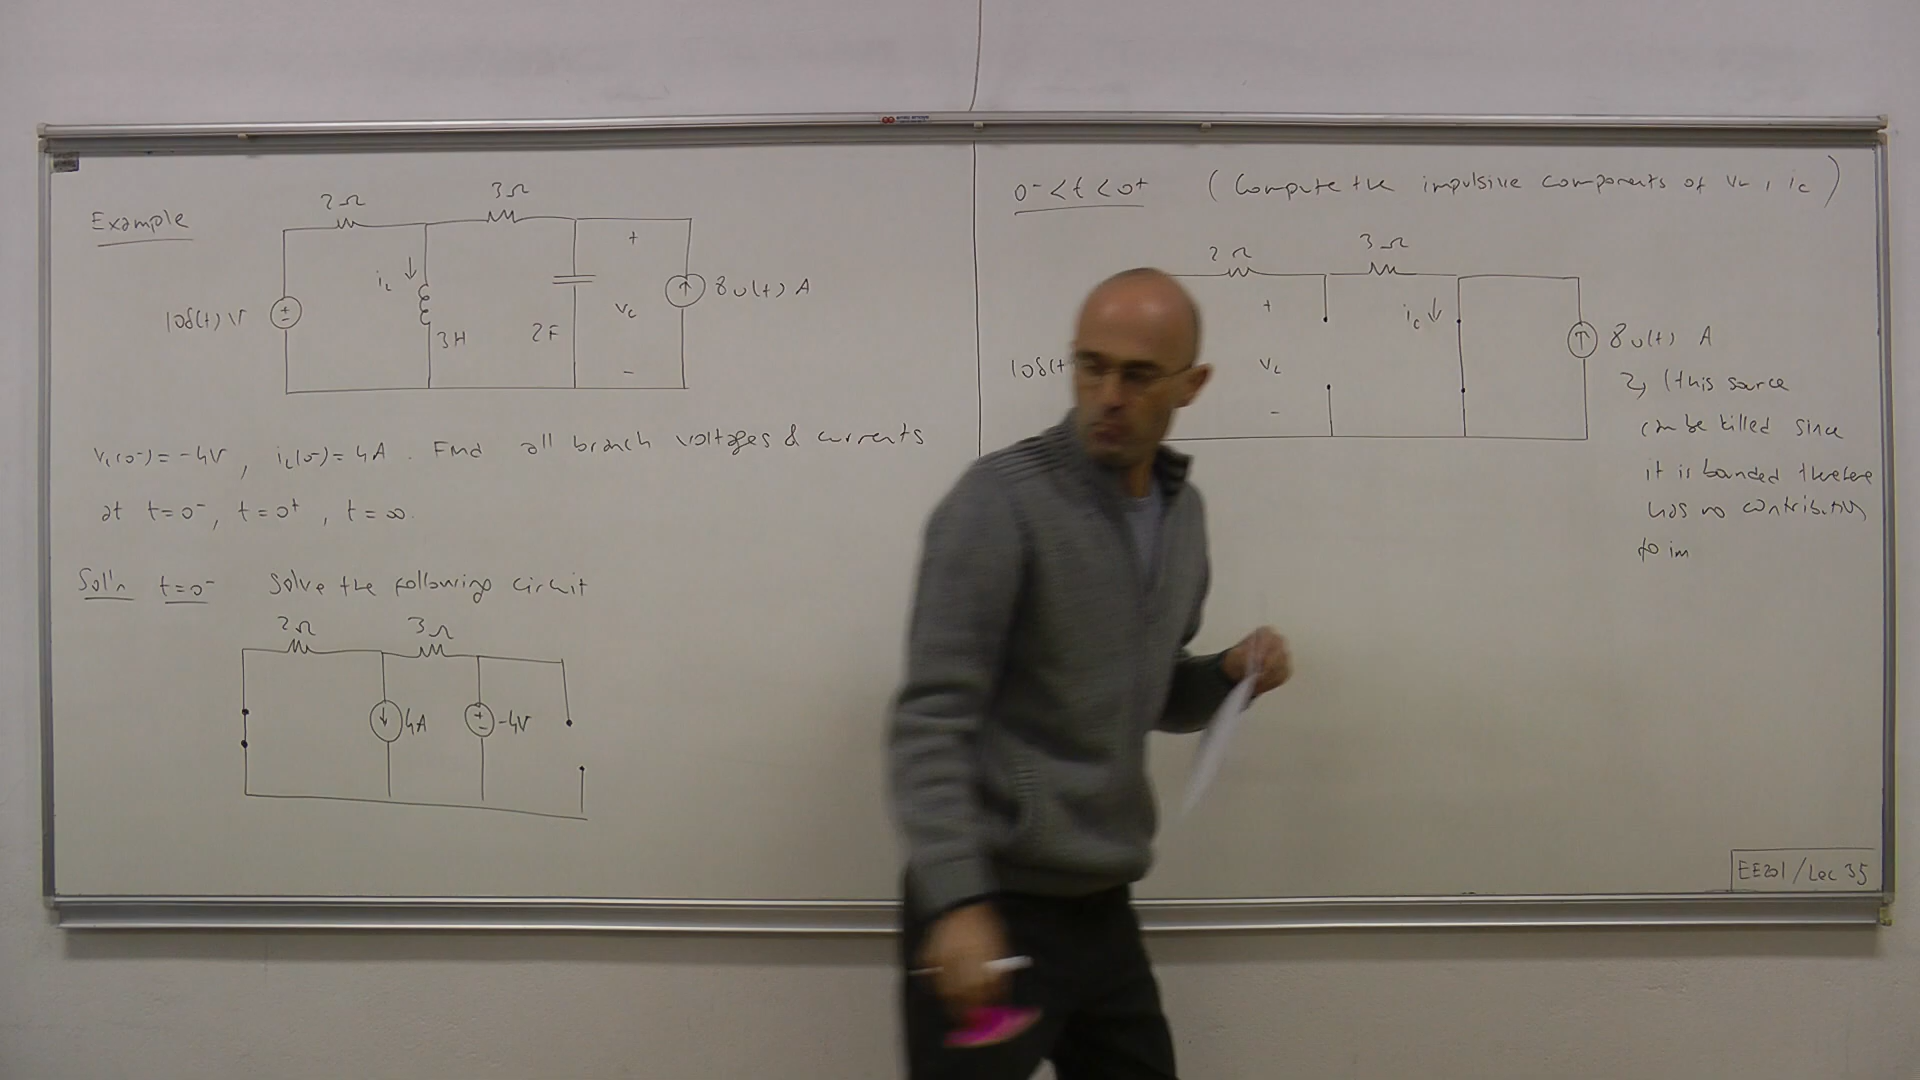 Example
2Ω
3Ω
10δ(t) V
iL
3H
2F
+
vc
-
8u(t) A
vc(0-) = -4V, iL(0-) = 4A. Find all branch voltages & currents
at t=0-, t=0+, t=∞.
Sol'n t=0- Solve the following circuit
2Ω
3Ω
4A
-4V
0- < t < 0+ (Compute the impulsive components of vL, ic)
2Ω
3Ω
10δ(t
+
vL
-
ic
8u(t) A
(this source
can be killed since
it is bounded therefore
has no contribution
to im
EE201/Lec 35